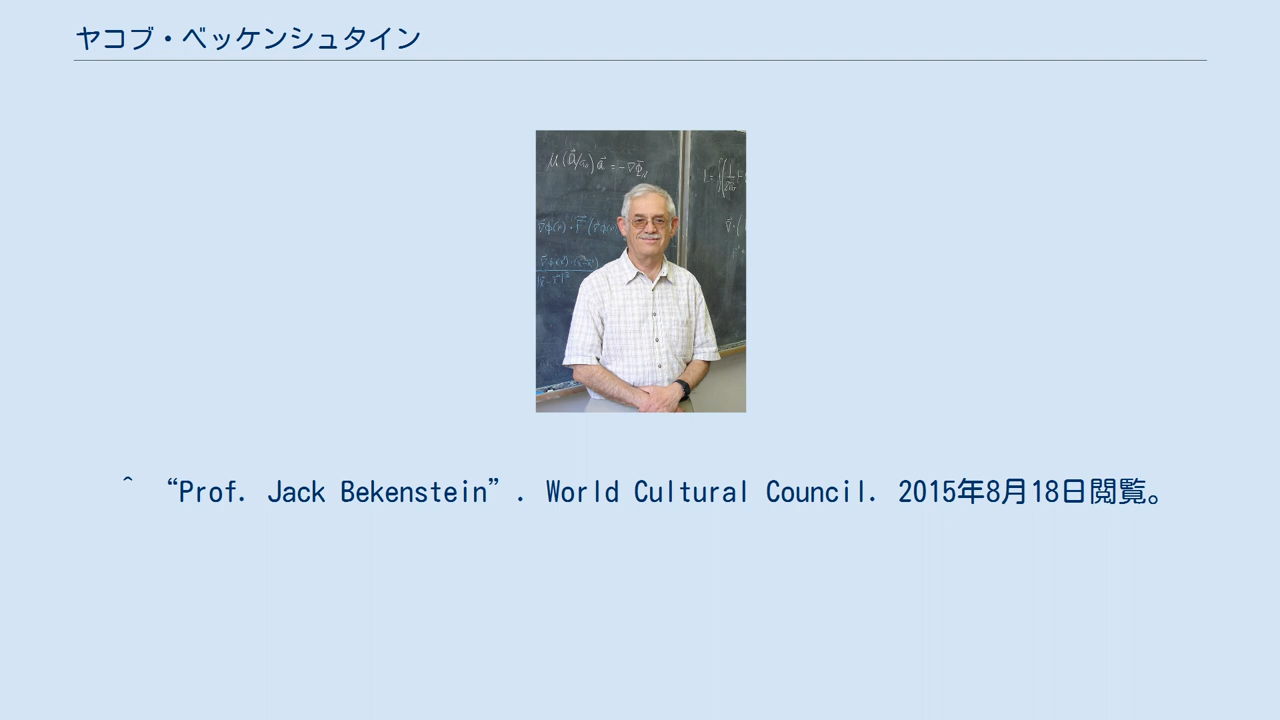 ヤコブ・ベッケンシュタイン
^ “Prof. Jack Bekenstein”. World Cultural Council. 2015年8月18日閲覧。